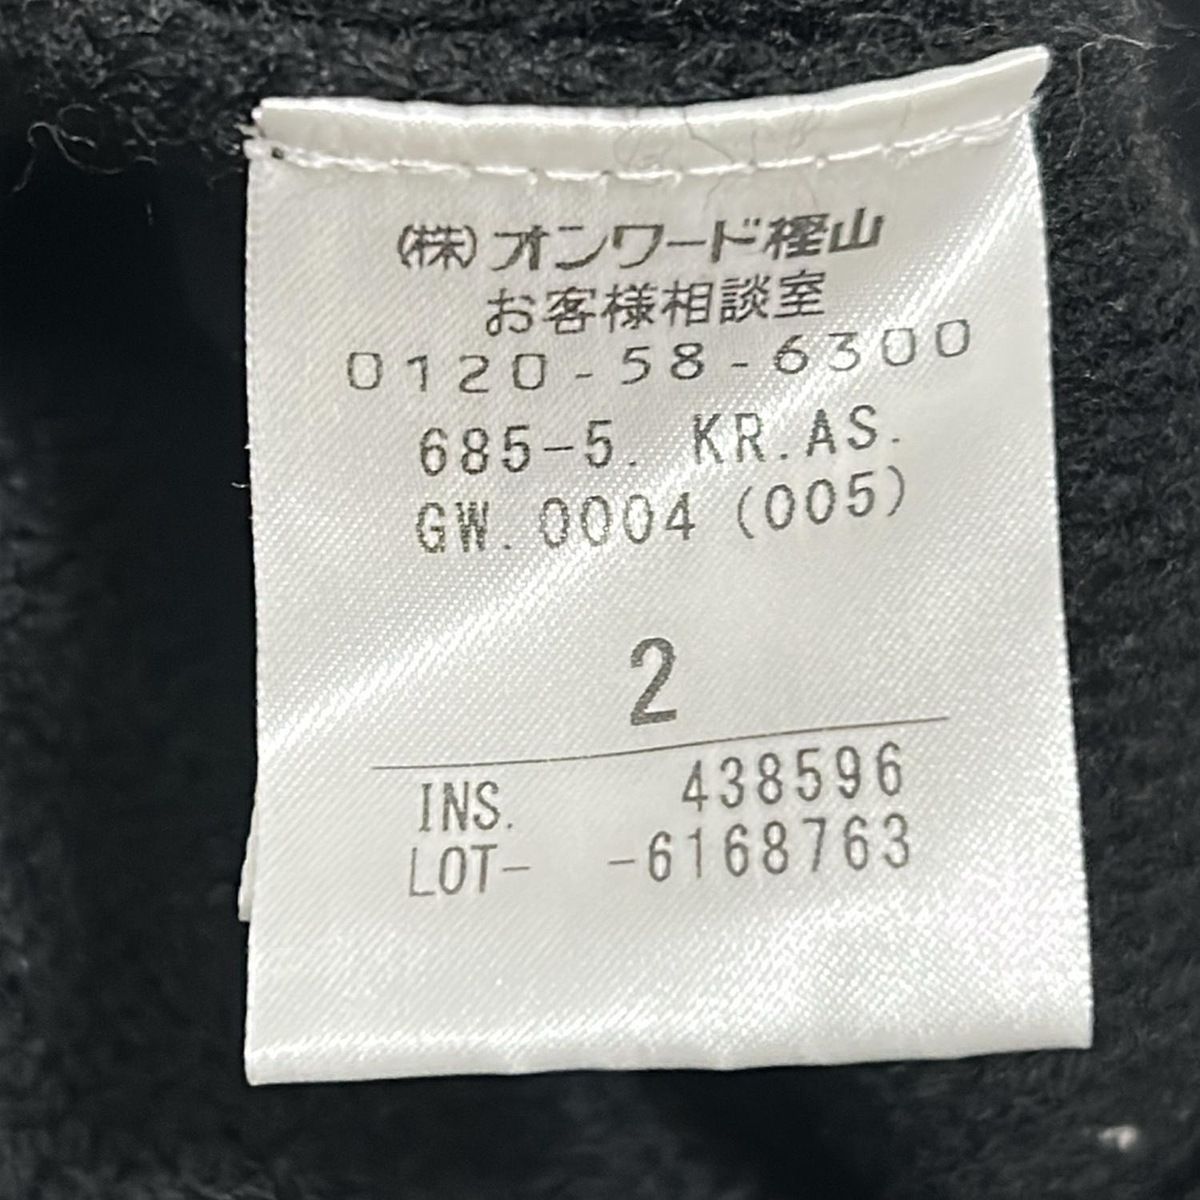 (株)オンワード樫山
お客様相談室
0120-58-6300
685-5. KR.AS.
GW.0004(005)
2
INS. 438596
LOT- -6168763